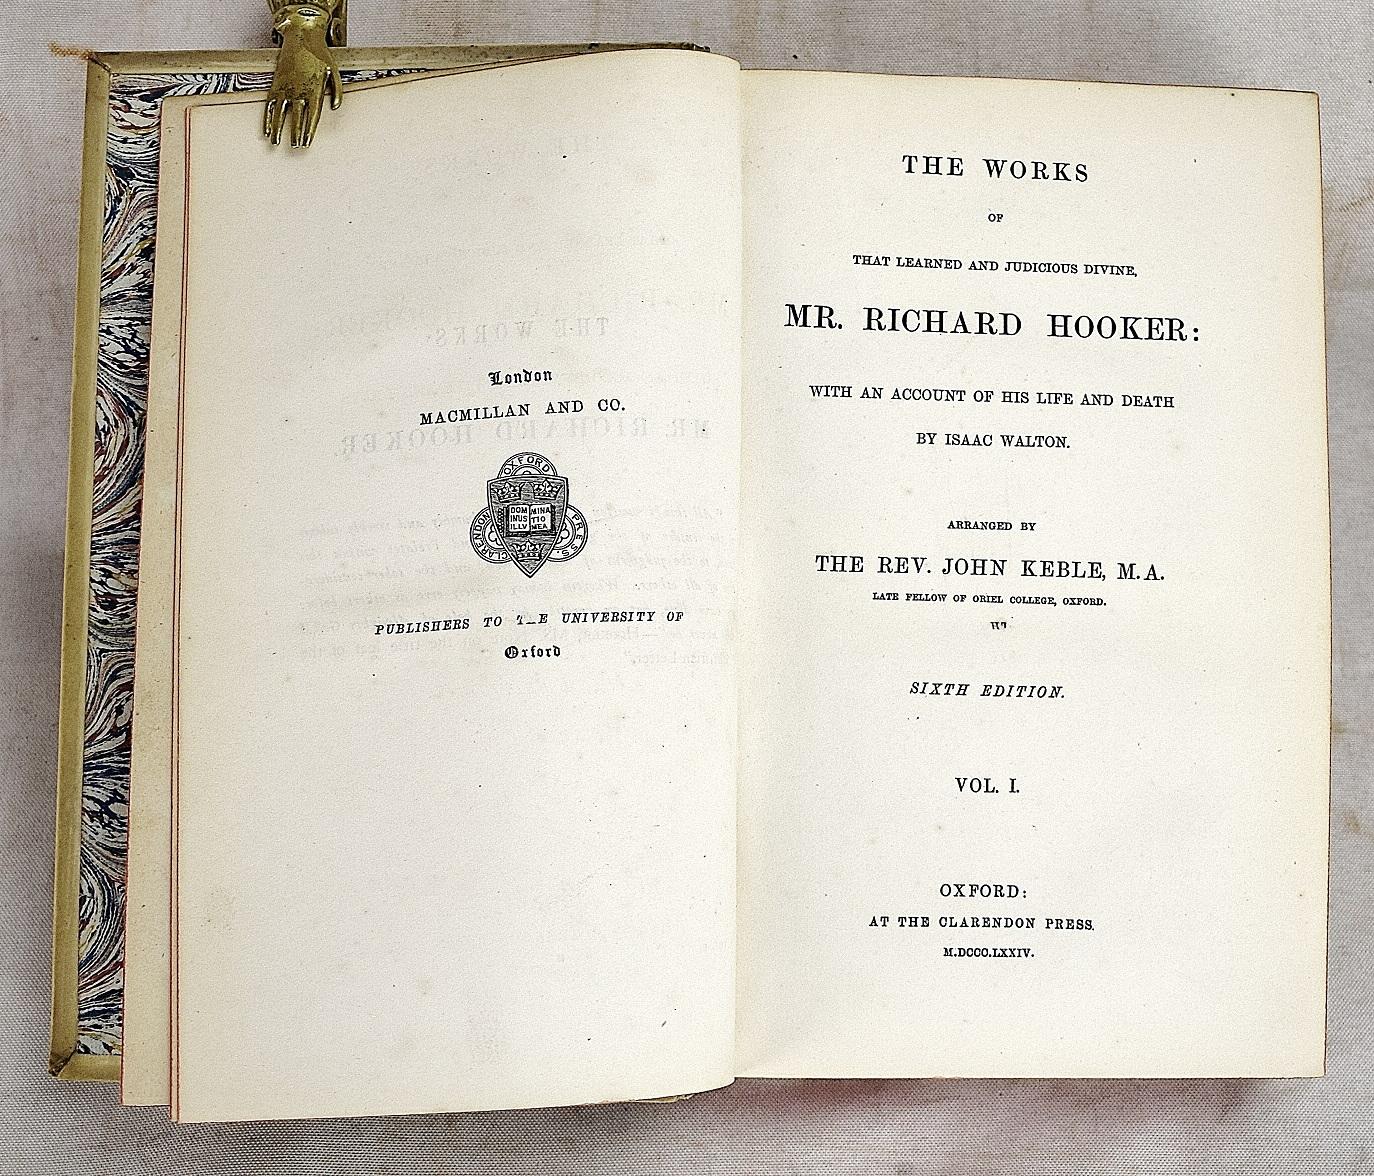 London
MACMILLAN AND CO.
OXFORD
CLARENDON PRESS
DOM MINA
INUS TIO
ILLV MEA
PUBLISHERS TO UNIVERSITY OF
Oxford
THE WORKS
OF
THAT LEARNED AND JUDICIOUS DIVINE,
MR. RICHARD HOOKER:
WITH AN ACCOUNT OF HIS LIFE AND DEATH
BY ISAAC WALTON.
ARRANGED BY
THE REV. JOHN KEBLE, M.A.
LATE FELLOW OF ORIEL COLLEGE, OXFORD.
SIXTH EDITION.
VOL. I.
OXFORD:
AT THE CLARENDON PRESS.
M.DCCC.LXXIV.